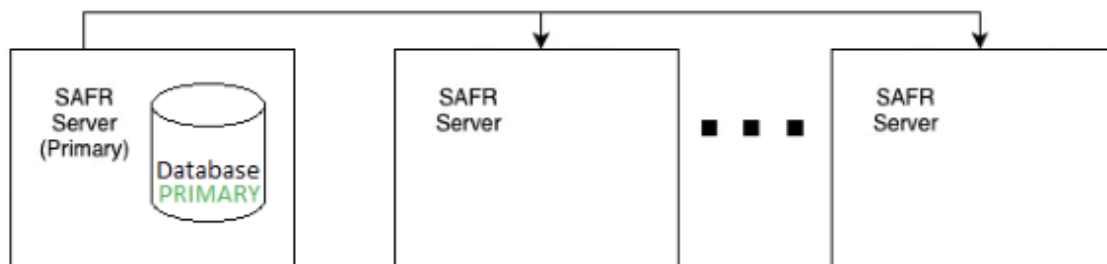 SAFR
Server
(Primary)
Database
PRIMARY
SAFR
Server
SAFR
Server